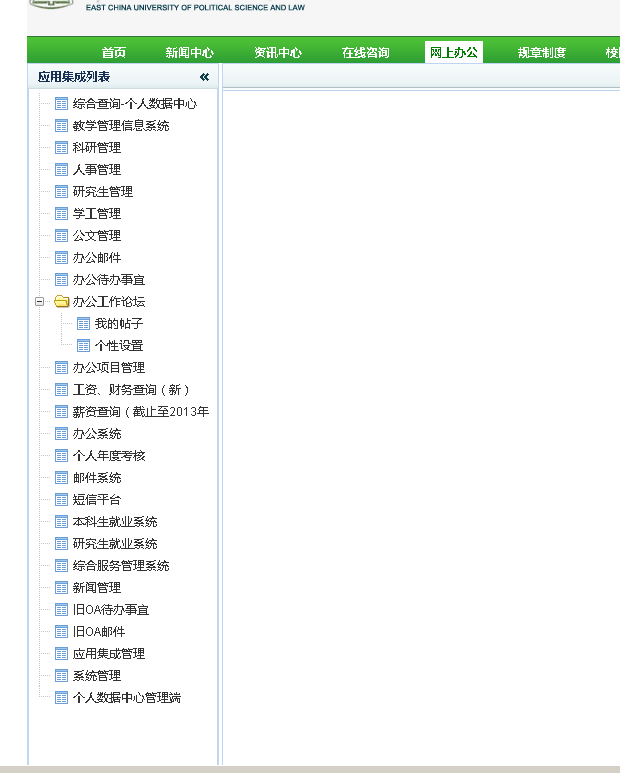 EAST CHINA UNIVERSITY OF POLITICAL SCIENCE AND LAW
首页 新闻中心 资讯中心 在线咨询 网上办公 规章制度 校
应用集成列表 «
综合查询-个人数据中心
教学管理信息系统
科研管理
人事管理
研究生管理
学工管理
公文管理
办公邮件
办公待办事宜
办公工作论坛
我的帖子
个性设置
办公项目管理
工资、财务查询（新）
薪资查询（截止至2013年
办公系统
个人年度考核
邮件系统
短信平台
本科生就业系统
研究生就业系统
综合服务管理系统
新闻管理
旧OA待办事宜
旧OA邮件
应用集成管理
系统管理
个人数据中心管理端